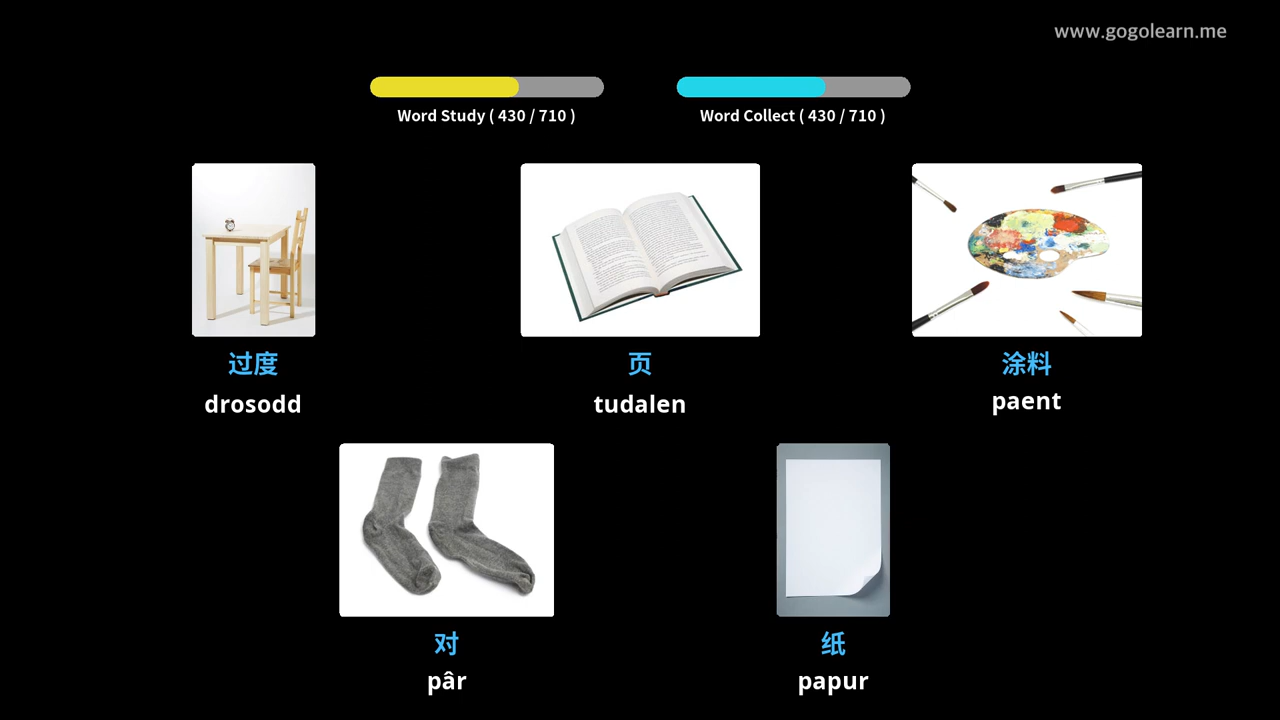 www.gogolearn.me
Word Study ( 430 / 710 )
Word Collect ( 430 / 710 )
过度
页
涂料
drosodd
tudalen
paent
对
纸
pâr
papur